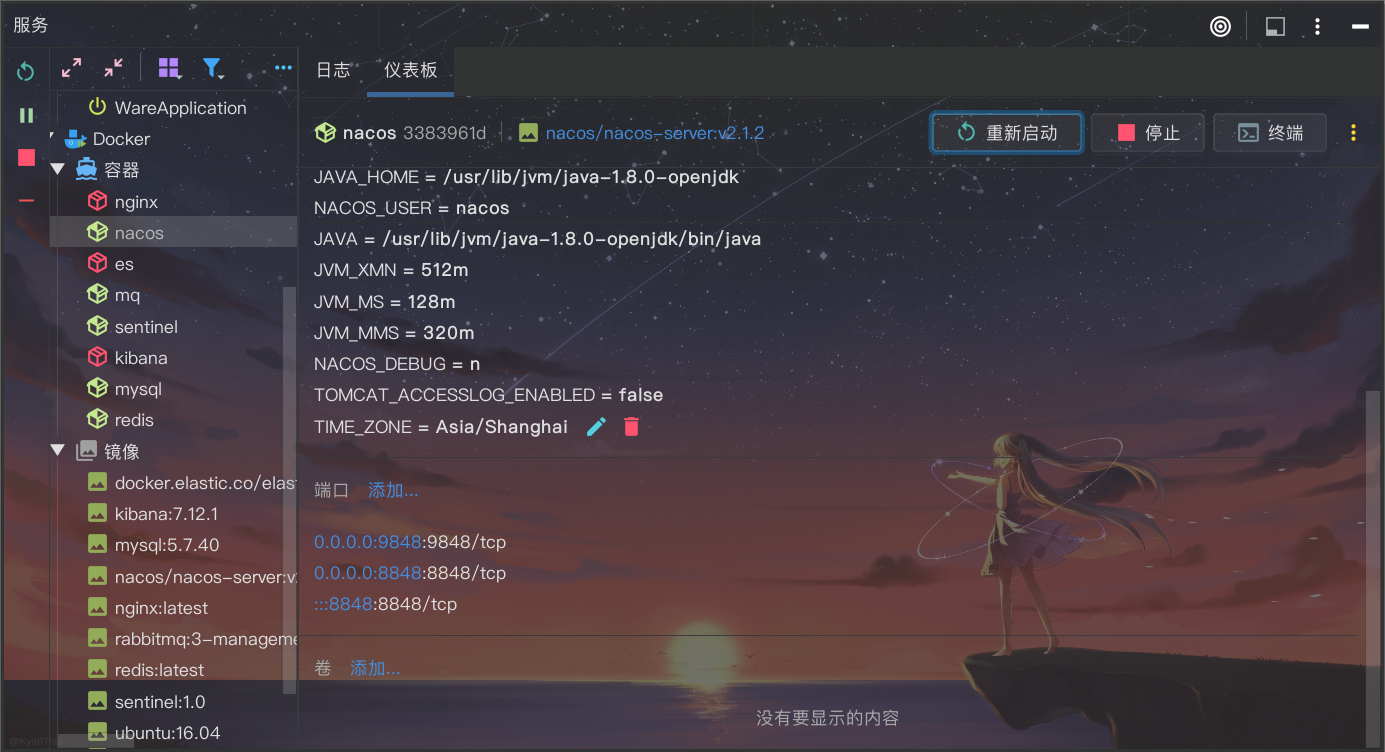 服务
日志 仪表板
WareApplication
Docker
容器
nginx
nacos
es
mq
sentinel
kibana
mysql
redis
镜像
docker.elastic.co/elast
kibana:7.12.1
mysql:5.7.40
nacos/nacos-server:v2
nginx:latest
rabbitmq:3-manageme
redis:latest
sentinel:1.0
ubuntu:16.04
nacos 3383961d nacos/nacos-server:v2.1.2 重新启动 停止 终端
JAVA_HOME = /usr/lib/jvm/java-1.8.0-openjdk
NACOS_USER = nacos
JAVA = /usr/lib/jvm/java-1.8.0-openjdk/bin/java
JVM_XMN = 512m
JVM_MS = 128m
JVM_MMS = 320m
NACOS_DEBUG = n
TOMCAT_ACCESSLOG_ENABLED = false
TIME_ZONE = Asia/Shanghai
端口 添加...
0.0.0.0:9848:9848/tcp
0.0.0.0:8848:8848/tcp
:::8848:8848/tcp
卷 添加...
没有要显示的内容